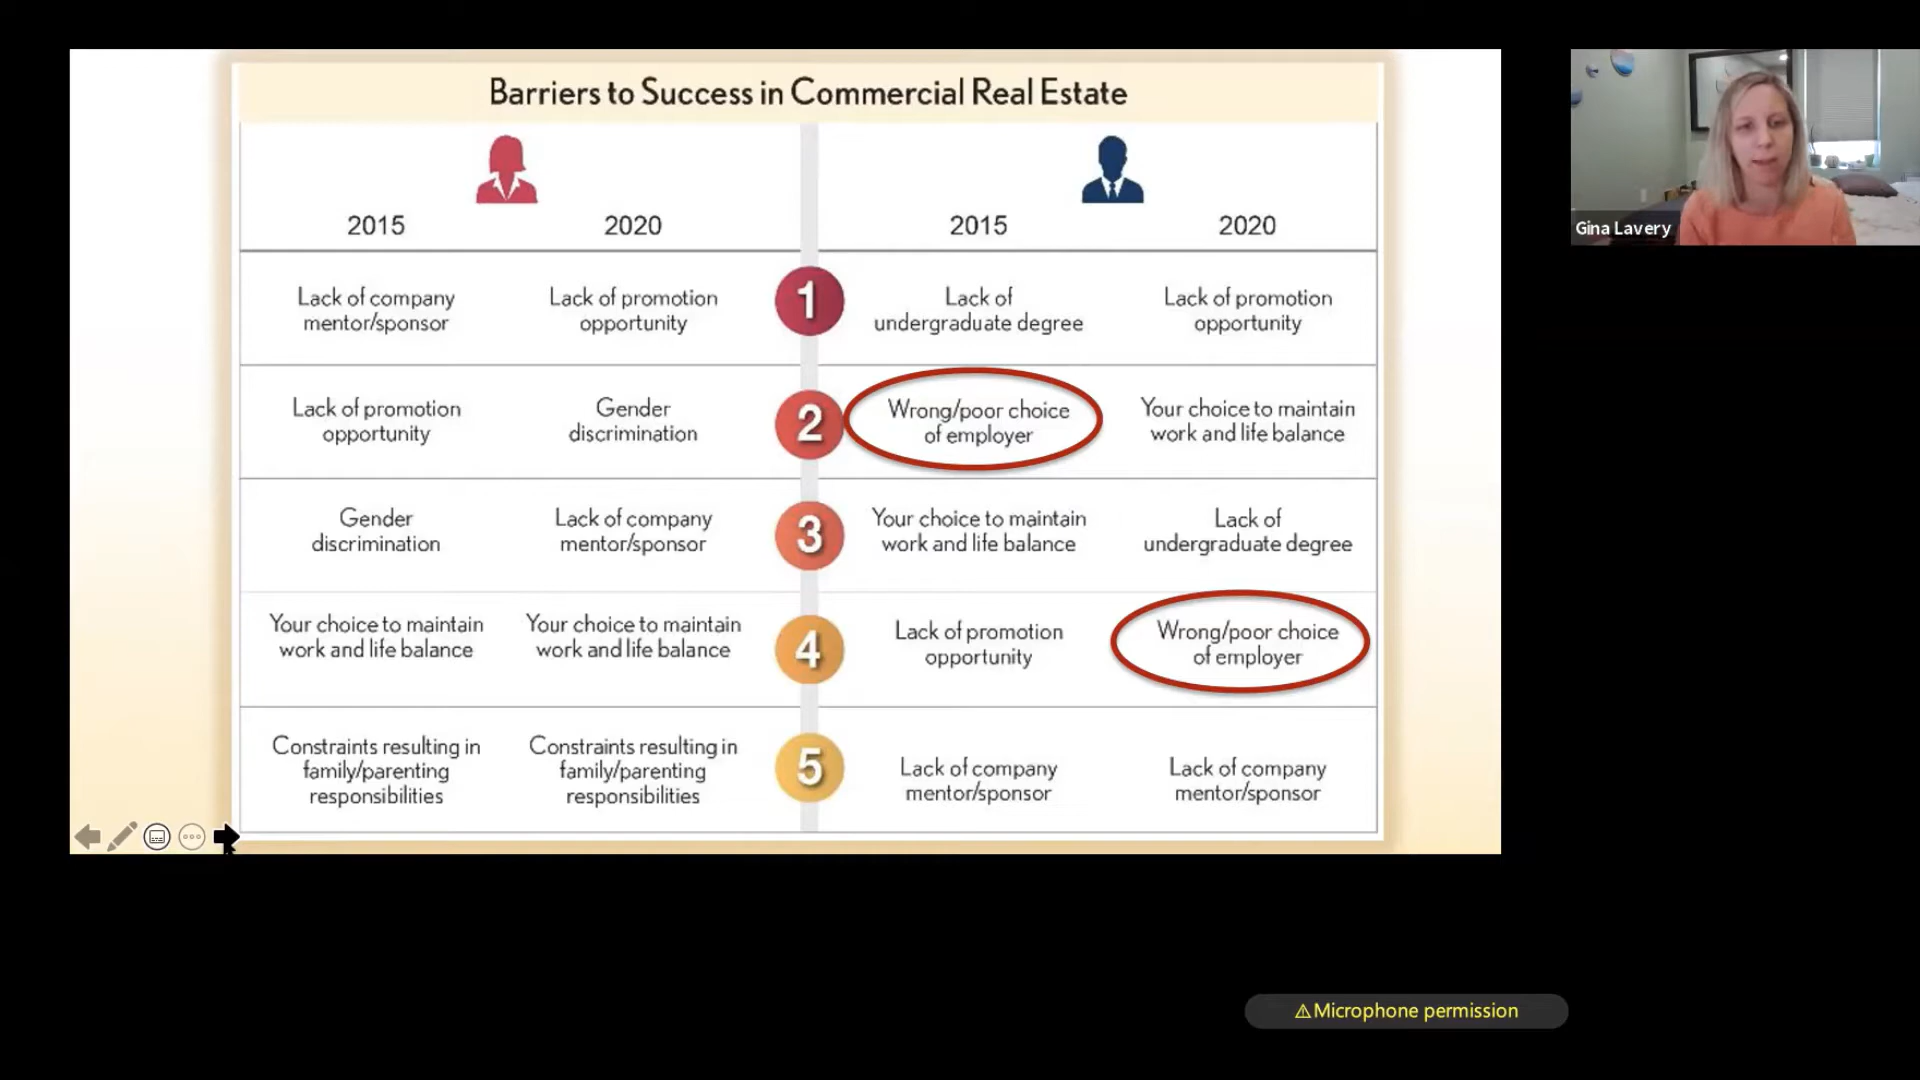 Barriers to Success in Commercial Real Estate
2015
2020
2015
2020
Lack of company
mentor/sponsor
Lack of promotion
opportunity
1
Lack of
undergraduate degree
Lack of promotion
opportunity
Lack of promotion
opportunity
Gender
discrimination
2
Wrong/poor choice
of employer
Your choice to maintain
work and life balance
Gender
discrimination
Lack of company
mentor/sponsor
3
Your choice to maintain
work and life balance
Lack of
undergraduate degree
Your choice to maintain
work and life balance
Your choice to maintain
work and life balance
4
Lack of promotion
opportunity
Wrong/poor choice
of employer
Constraints resulting in
family/parenting
responsibilities
Constraints resulting in
family/parenting
responsibilities
5
Lack of company
mentor/sponsor
Lack of company
mentor/sponsor
Gina Lavery
Microphone permission